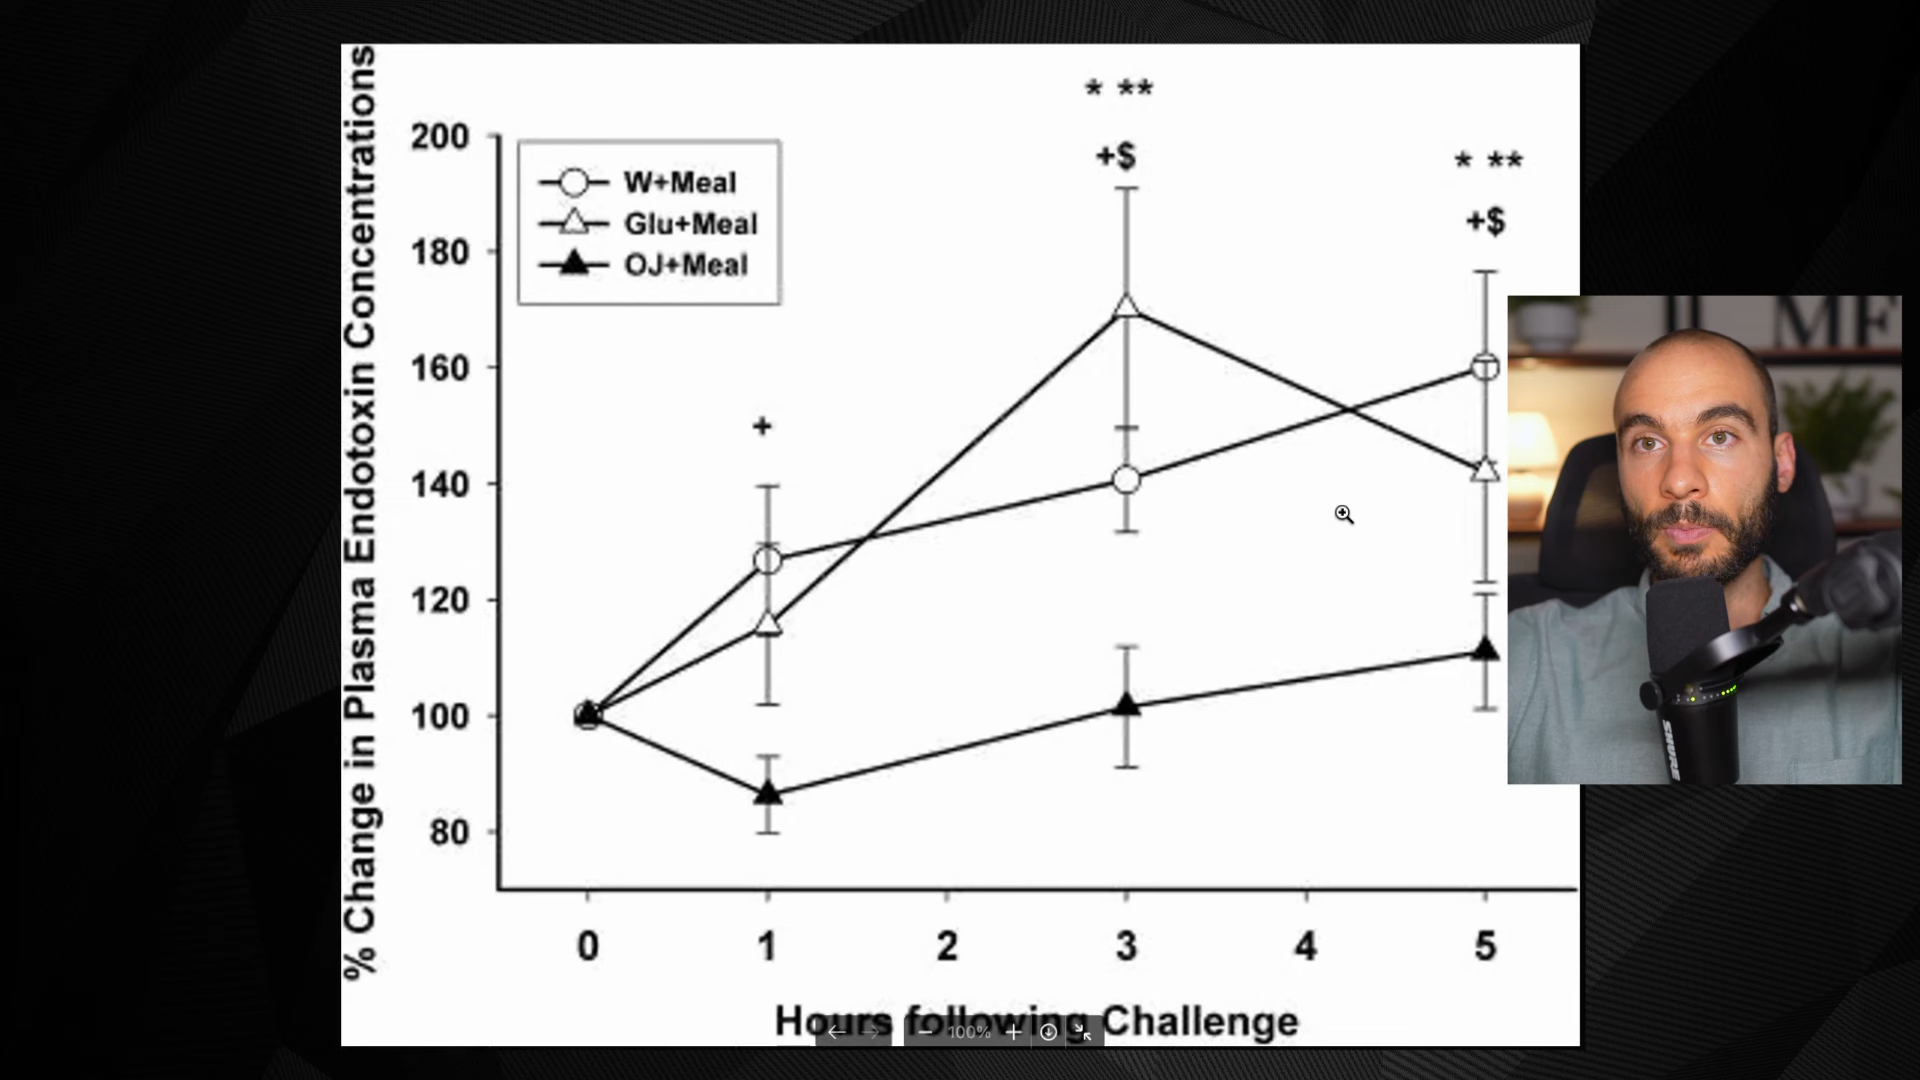 % Change in Plasma Endotoxin Concentrations
* **
+$
* **
+$
+
200
180
160
140
120
100
80
W+Meal
Glu+Meal
OJ+Meal
0 1 2 3 4 5
Hours following Challenge
100%
MF
SHURE